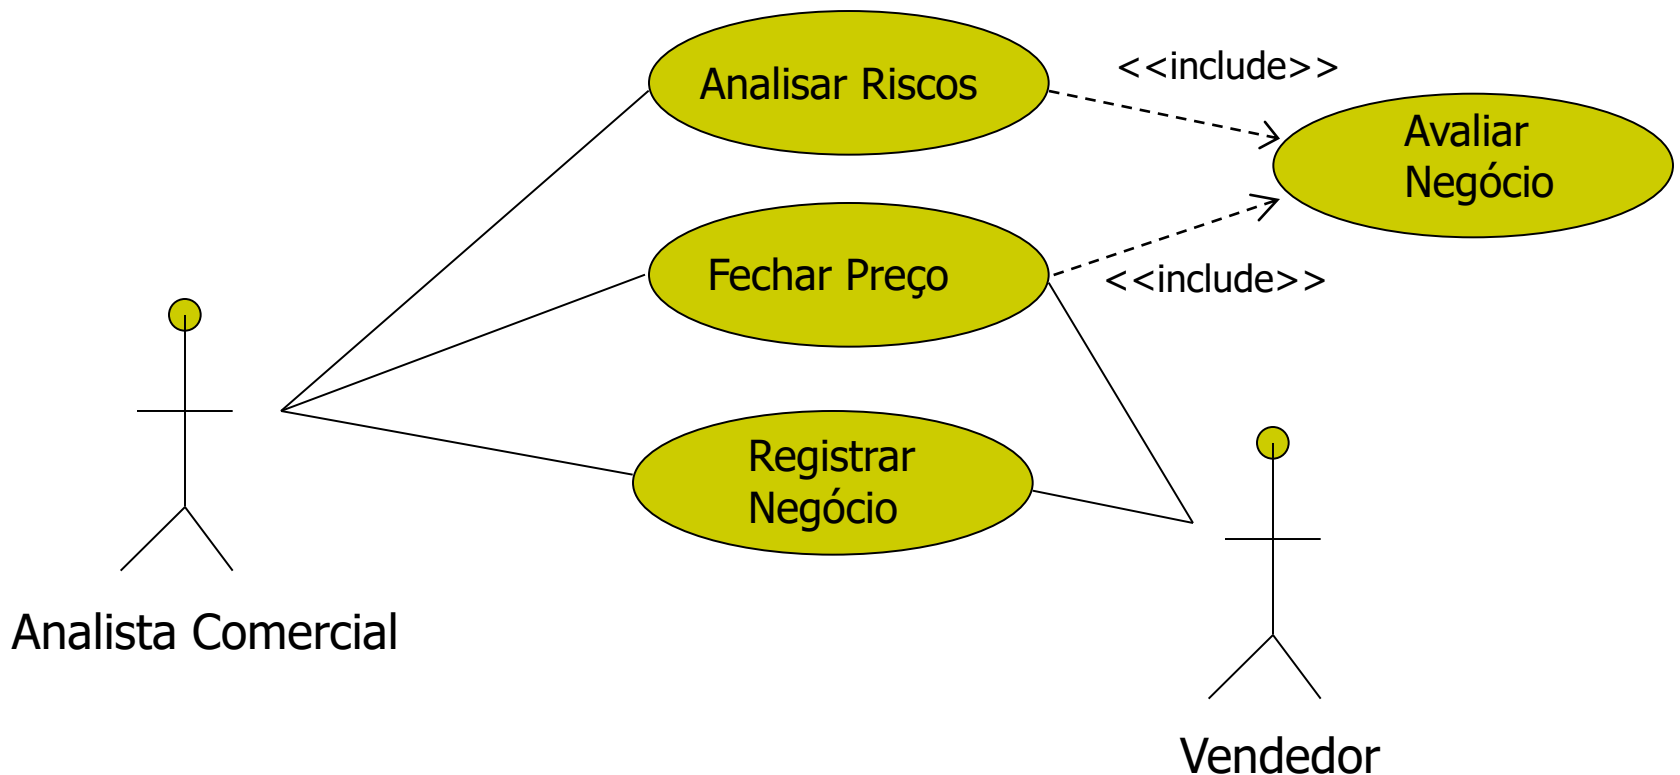 Analisar Riscos
<<include>>
Avaliar
Negócio
Fechar Preço
<<include>>
Registrar
Negócio
Analista Comercial
Vendedor